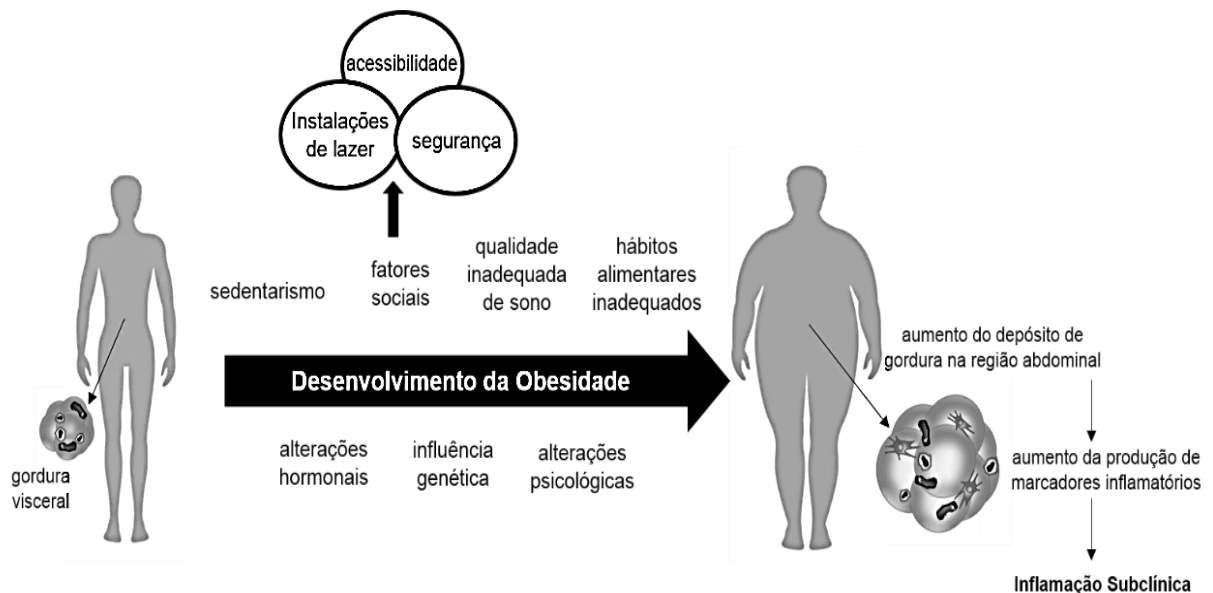 acessibilidade
Instalações
de lazer
segurança
sedentarismo
fatores
sociais
qualidade
inadequada
de sono
hábitos
alimentares
inadequados
Desenvolvimento da Obesidade
alterações
hormonais
influência
genética
alterações
psicológicas
gordura
visceral
aumento do depósito de
gordura na região abdominal
aumento da produção de
marcadores inflamatórios
Inflamação Subclínica